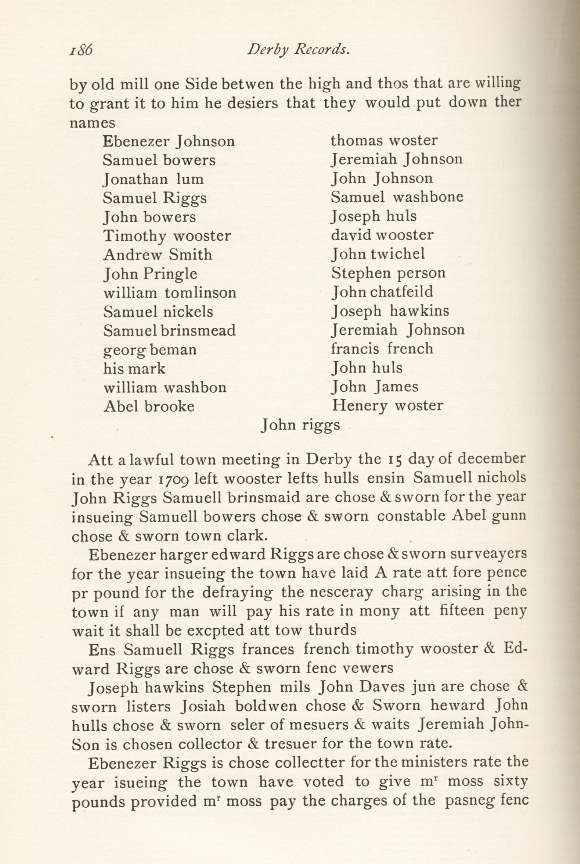 186 Derby Records.
by old mill one Side betwen the high and thos that are willing
to grant it to him he desiers that they would put down ther
names
Ebenezer Johnson thomas woster
Samuel bowers Jeremiah Johnson
Jonathan lum John Johnson
Samuel Riggs Samuel washbone
John bowers Joseph huls
Timothy wooster david wooster
Andrew Smith John twichel
John Pringle Stephen person
william tomlinson John chatfeild
Samuel nickels Joseph hawkins
Samuel brinsmead Jeremiah Johnson
georg beman francis french
his mark John huls
william washbon John James
Abel brooke Henery woster
John riggs
Att a lawful town meeting in Derby the 15 day of december
in the year 1709 left wooster lefts hulls ensin Samuell nichols
John Riggs Samuell brinsmaid are chose & sworn for the year
insueing Samuell bowers chose & sworn constable Abel gunn
chose & sworn town clark.
Ebenezer harger edward Riggs are chose & sworn surveayers
for the year insueing the town have laid A rate att fore pence
pr pound for the defraying the nesceray charg arising in the
town if any man will pay his rate in mony att fifteen peny
wait it shall be excpted att tow thurds
Ens Samuell Riggs frances french timothy wooster & Ed-
ward Riggs are chose & sworn fenc vewers
Joseph hawkins Stephen mils John Daves jun are chose &
sworn listers Josiah boldwen chose & Sworn heward John
hulls chose & sworn seler of mesuers & waits Jeremiah John-
Son is chosen collector & tresuer for the town rate.
Ebenezer Riggs is chose collectter for the ministers rate the
year isueing the town have voted to give mʳ moss sixty
pounds provided mʳ moss pay the charges of the pasneg fenc